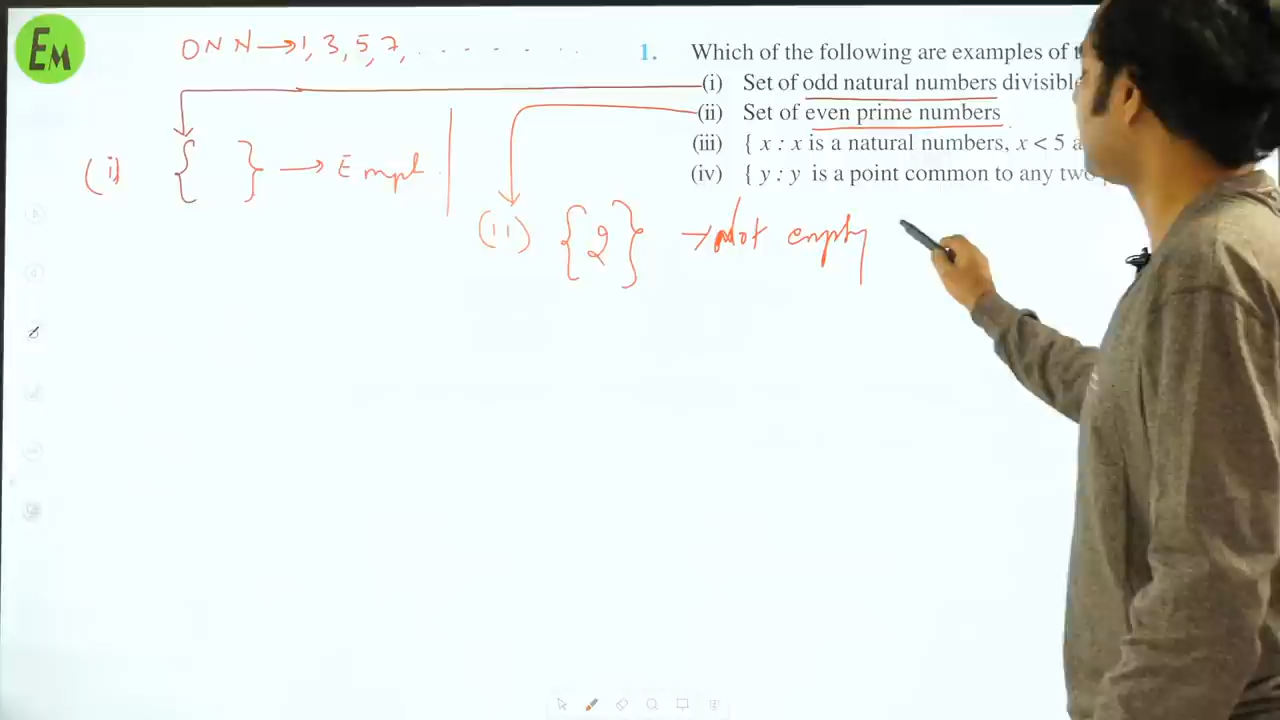 Em
ONN → 1, 3, 5, 7, . . . . . . .
1. Which of the following are examples of
(i) Set of odd natural numbers divisible
(ii) Set of even prime numbers
(iii) { x : x is a natural numbers, x < 5
(iv) { y : y is a point common to any two
(i) { } → Empt
(ii) {2} → Not empty